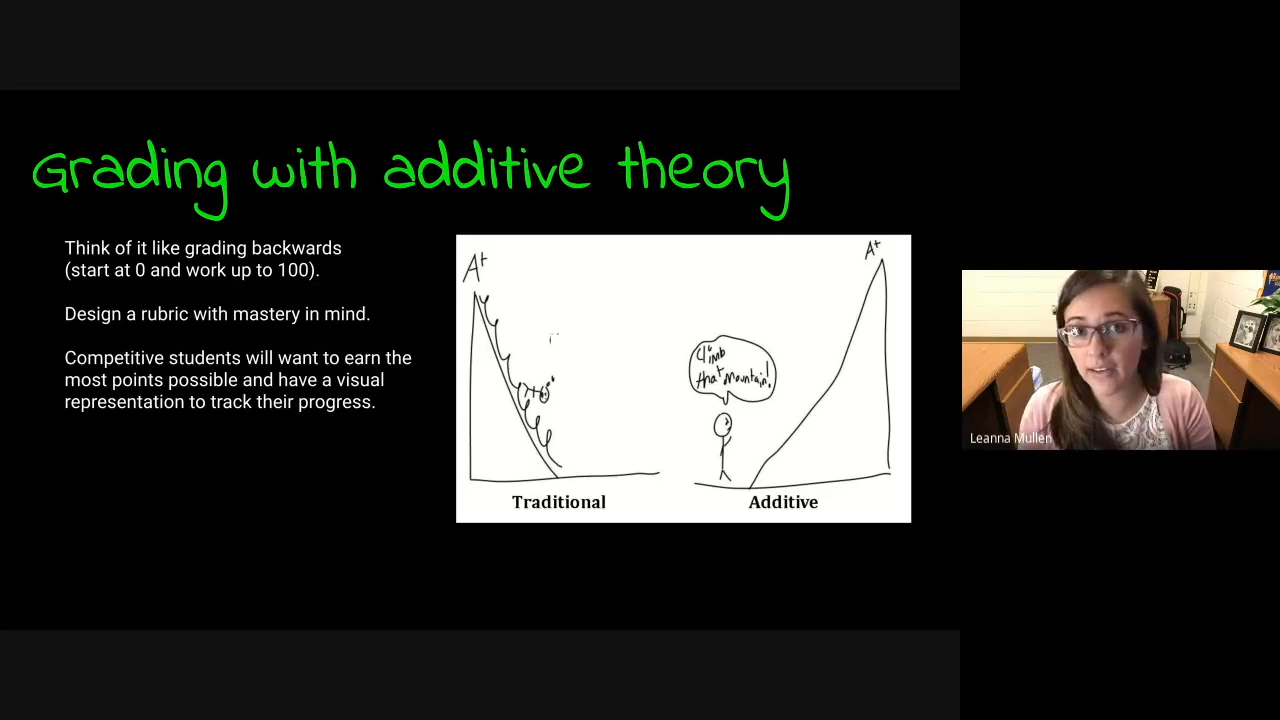 Grading with additive theory
Think of it like grading backwards
(start at 0 and work up to 100).
Design a rubric with mastery in mind.
Competitive students will want to earn the
most points possible and have a visual
representation to track their progress.
A+
A+
Climb
that mountain!
Traditional
Additive
Leanna Mullen